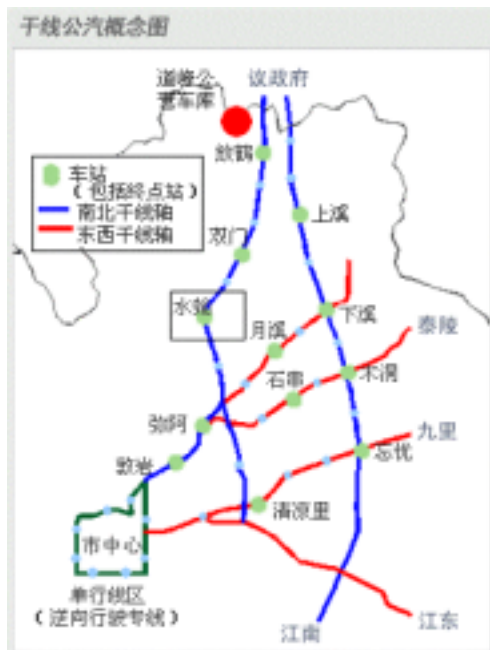 干线公汽概念图
道峰公
营车库
议政府
放鹤
车站
(包括终点站)
南北干线轴
东西干线轴
上溪
双门
水踰
月溪
下溪
泰陵
石串
木洞
弥阿
九里
敦岩
忘忧
清凉里
市中心
单行线区
(逆向行驶专线)
江南
江东